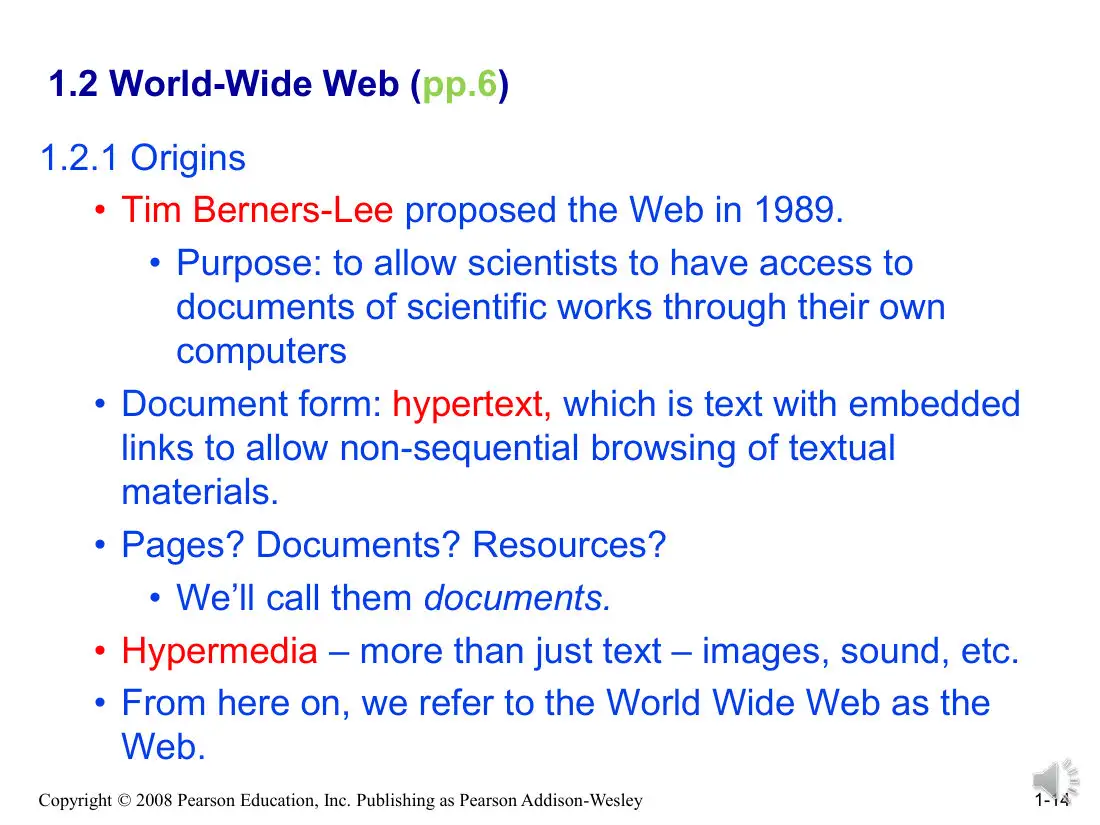 1.2 World-Wide Web (pp.6)
1.2.1 Origins
• Tim Berners-Lee proposed the Web in 1989.
• Purpose: to allow scientists to have access to
documents of scientific works through their own
computers
• Document form: hypertext, which is text with embedded
links to allow non-sequential browsing of textual
materials.
• Pages? Documents? Resources?
• We’ll call them documents.
• Hypermedia – more than just text – images, sound, etc.
• From here on, we refer to the World Wide Web as the
Web.
Copyright © 2008 Pearson Education, Inc. Publishing as Pearson Addison-Wesley
1-14